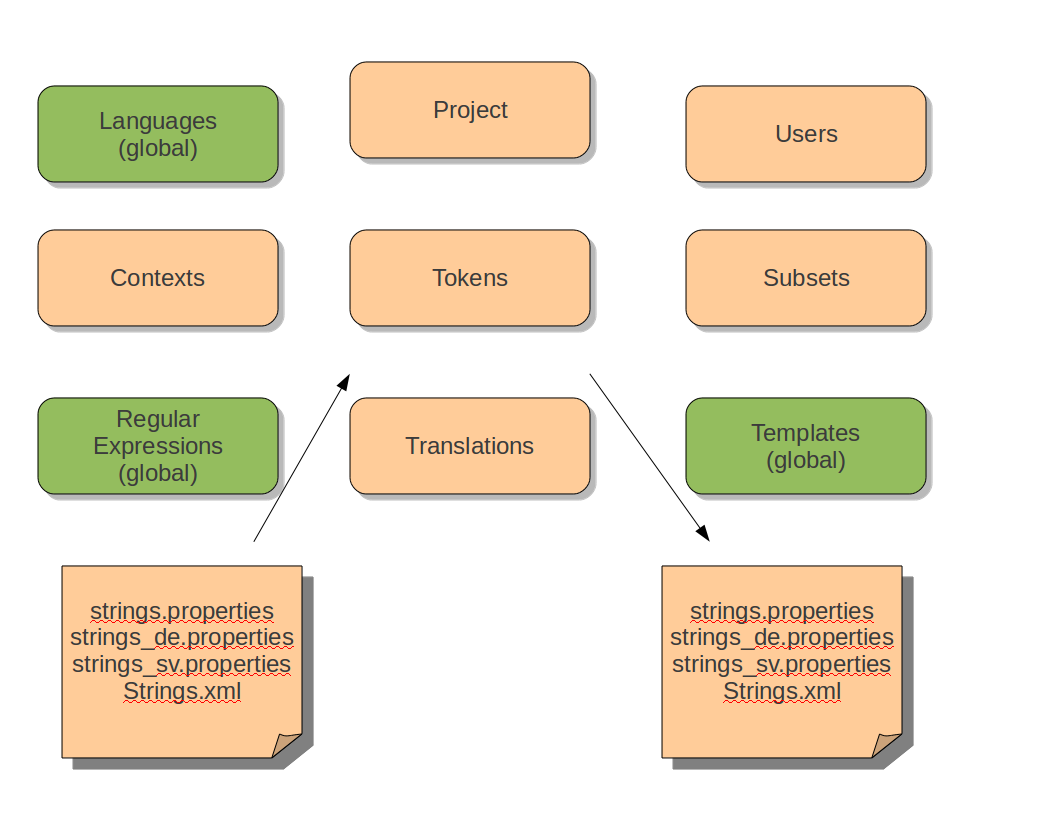 Languages
(global)
Project
Users
Contexts
Tokens
Subsets
Regular
Expressions
(global)
Translations
Templates
(global)
strings.properties
strings_de.properties
strings_sv.properties
Strings.xml
strings.properties
strings_de.properties
strings_sv.properties
Strings.xml